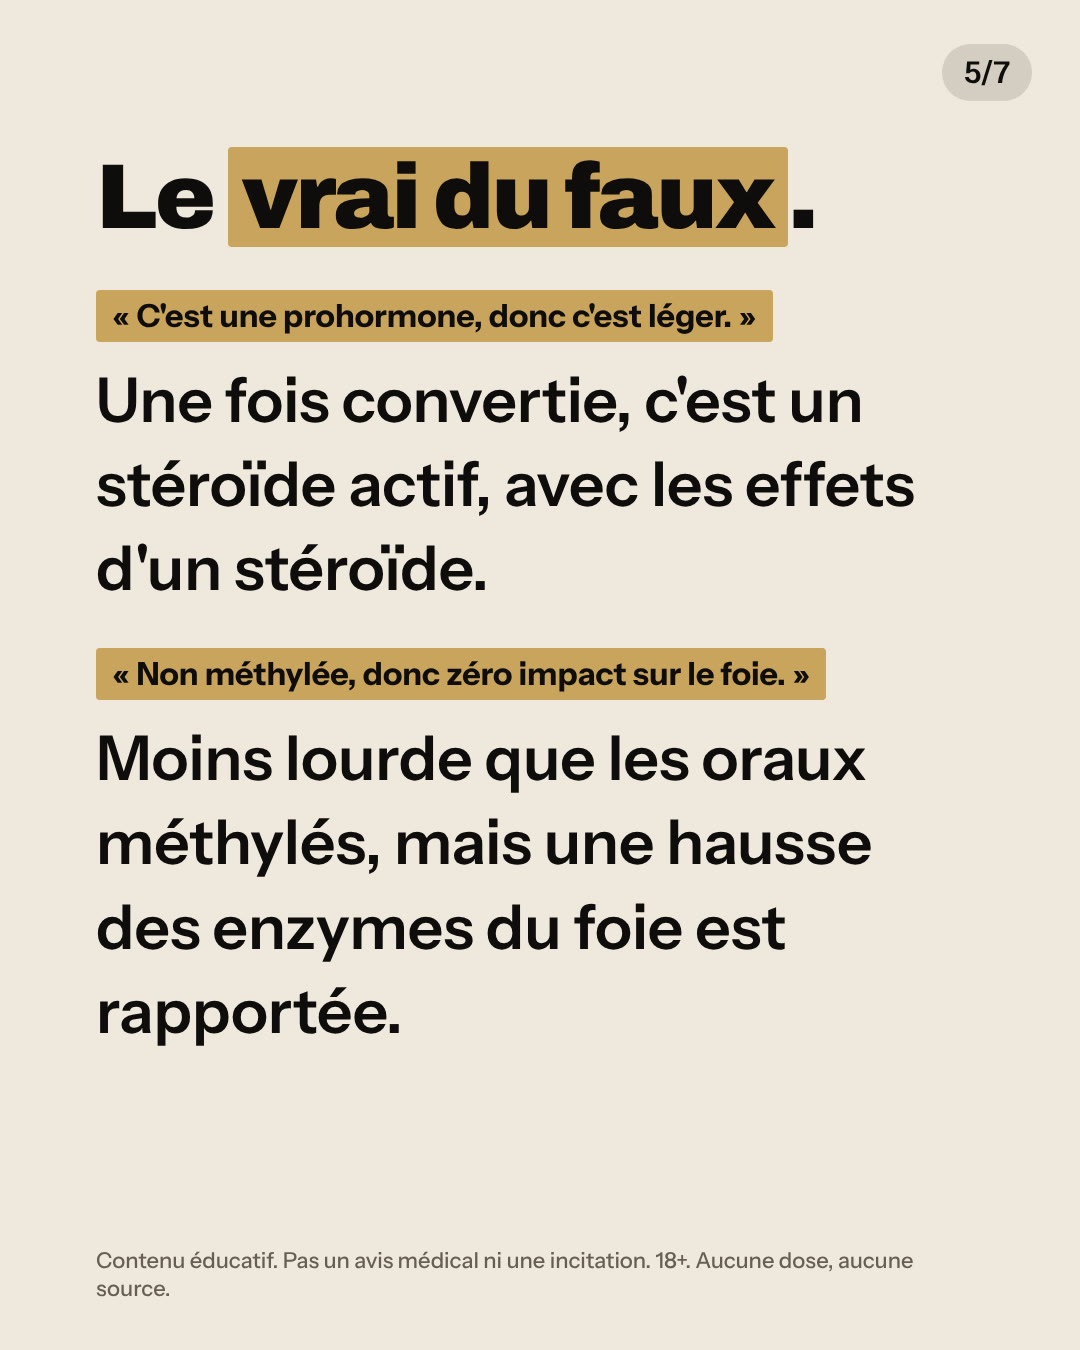 5/7
Le vrai du faux.
« C'est une prohormone, donc c'est léger. »
Une fois convertie, c'est un
stéroïde actif, avec les effets
d'un stéroïde.
« Non méthylée, donc zéro impact sur le foie. »
Moins lourde que les oraux
méthylés, mais une hausse
des enzymes du foie est
rapportée.
Contenu éducatif. Pas un avis médical ni une incitation. 18+. Aucune dose, aucune
source.